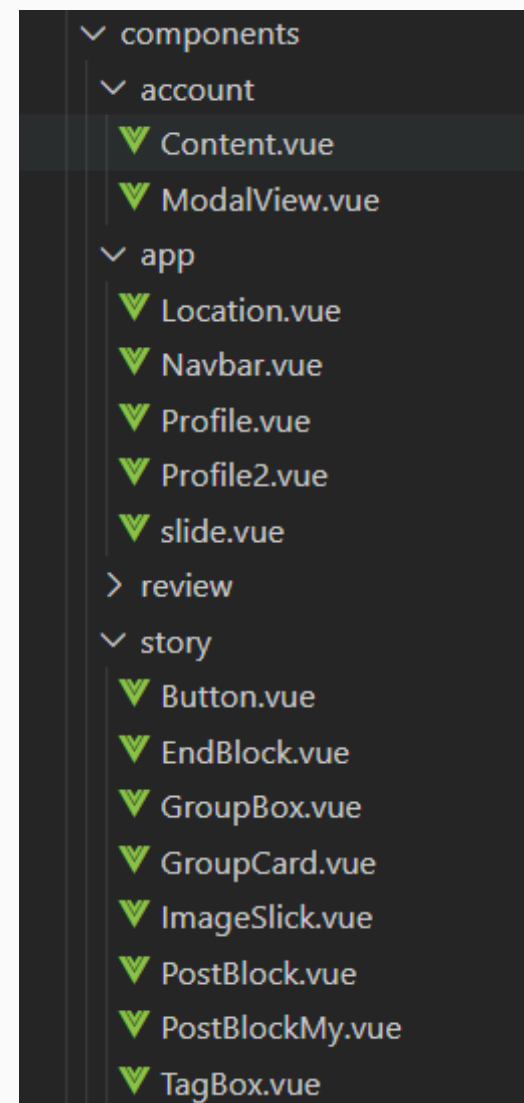 components
account
Content.vue
ModalView.vue
app
Location.vue
Navbar.vue
Profile.vue
Profile2.vue
slide.vue
review
story
Button.vue
EndBlock.vue
GroupBox.vue
GroupCard.vue
ImageSlick.vue
PostBlock.vue
PostBlockMy.vue
TagBox.vue